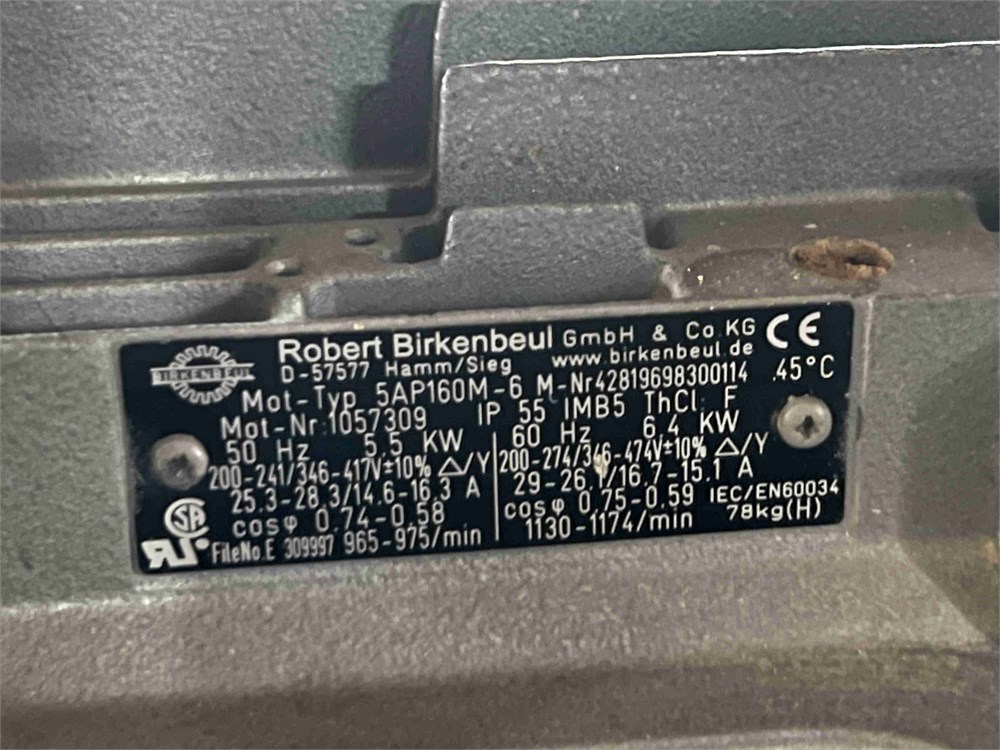 BIRKENBEUL
Robert Birkenbeul GmbH & Co. KG CE
D-57577 Hamm/Sieg www.birkenbeul.de
Mot-Typ 5AP160M-6 M-Nr42819698300114 .45°C
Mot-Nr:1057309 IP 55 IMB5 ThCl: F
50 Hz 5,5 KW 60 Hz 6,4 KW
200-241/346-417V±10% △/Y 200-274/346-474V±10% △/Y
25.3-28,3/14.6-16,3 A 29-26,1/16,7-15,1 A
cosφ 0,74-0,58 cosφ 0,75-0,59 IEC/EN60034
FileNo.E 309997 965-975/min 1130-1174/min 78kg(H)